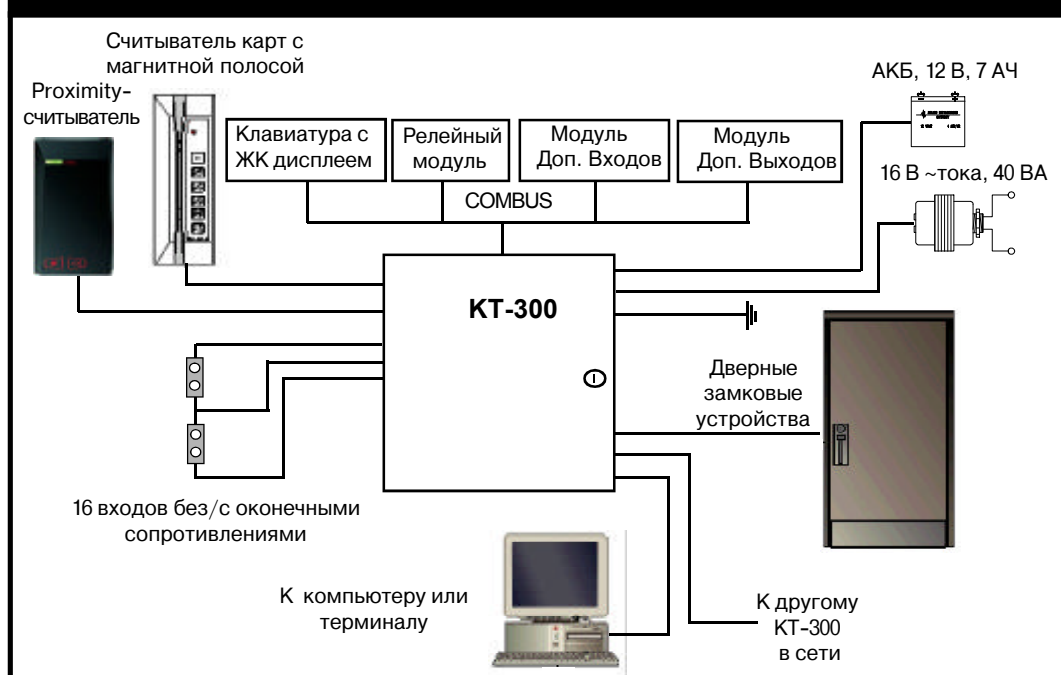 Считыватель карт с
магнитной полосой
Proximity-
считыватель
АКБ, 12 В, 7 АЧ
16 В ~тока, 40 ВА
Клавиатура с
ЖК дисплеем
Релейный
модуль
Модуль
Доп. Входов
Модуль
Доп. Выходов
COMBUS
KT-300
Дверные
замковые
устройства
16 входов без/с оконечными
сопротивлениями
К компьютеру или
терминалу
К другому
КТ-300
в сети